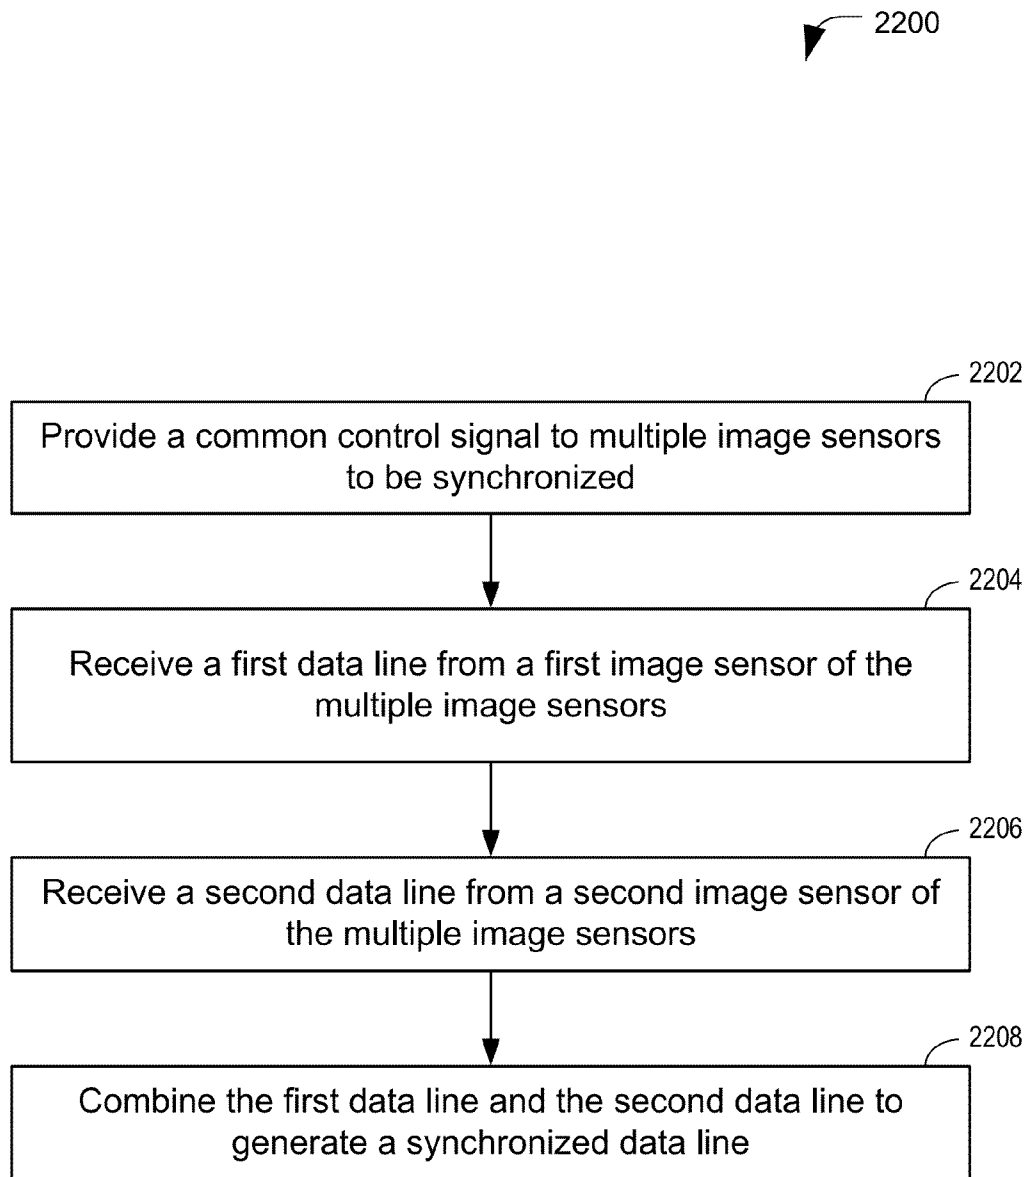 2200
2202
Provide a common control signal to multiple image sensors
to be synchronized
2204
Receive a first data line from a first image sensor of the
multiple image sensors
2206
Receive a second data line from a second image sensor of
the multiple image sensors
2208
Combine the first data line and the second data line to
generate a synchronized data line